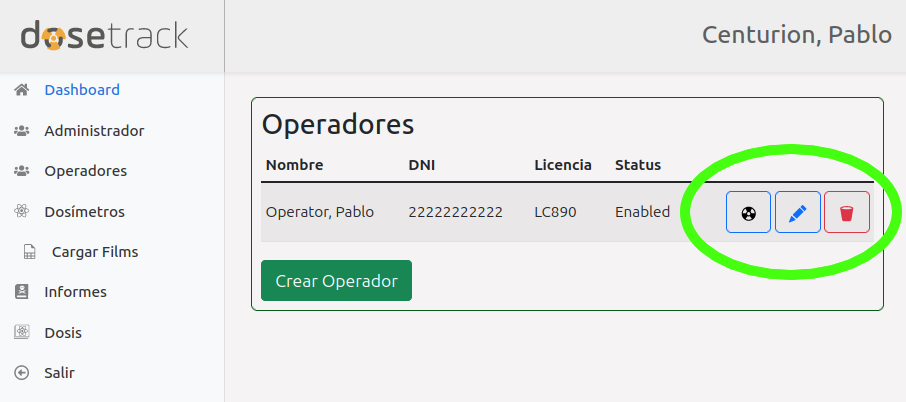 dosetrack
Centurion, Pablo
Dashboard
Administrador
Operadores
Dosímetros
Cargar Films
Informes
Dosis
Salir
Operadores
Nombre DNI Licencia Status
Operator, Pablo 22222222222 LC890 Enabled
Crear Operador